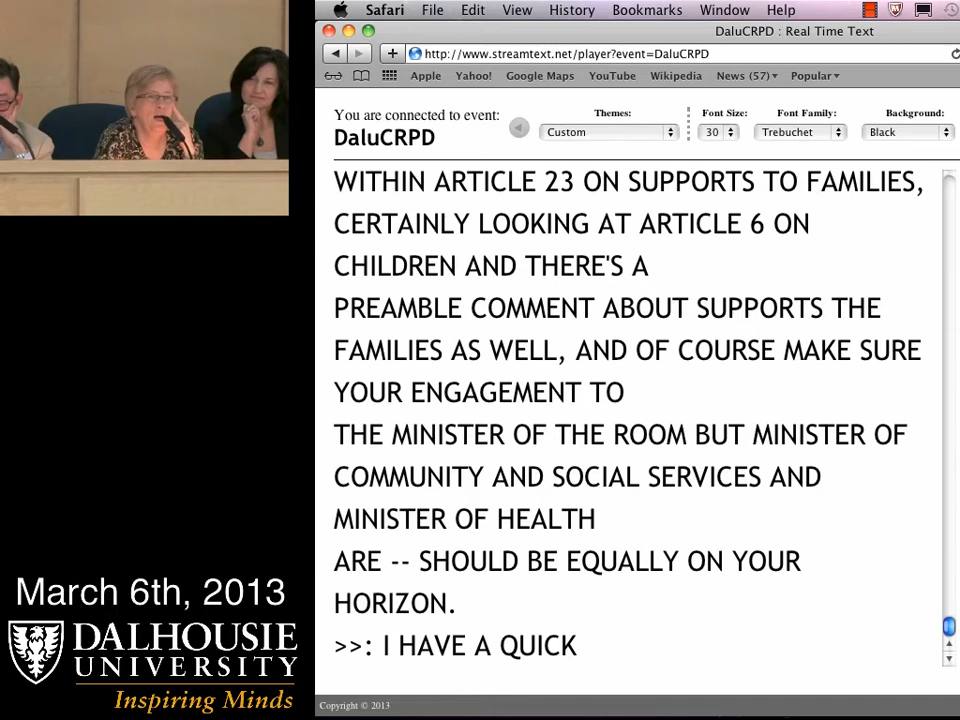 Safari File Edit View History Bookmarks Window Help
DaluCRPD : Real Time Text
http://www.streamtext.net/player?event=DaluCRPD
Apple Yahoo! Google Maps YouTube Wikipedia News (57) Popular
You are connected to event:
DaluCRPD
Themes: Font Size: Font Family: Background:
Custom 30 Trebuchet Black
WITHIN ARTICLE 23 ON SUPPORTS TO FAMILIES,
CERTAINLY LOOKING AT ARTICLE 6 ON
CHILDREN AND THERE'S A
PREAMBLE COMMENT ABOUT SUPPORTS THE
FAMILIES AS WELL, AND OF COURSE MAKE SURE
YOUR ENGAGEMENT TO
THE MINISTER OF THE ROOM BUT MINISTER OF
COMMUNITY AND SOCIAL SERVICES AND
MINISTER OF HEALTH
ARE -- SHOULD BE EQUALLY ON YOUR
HORIZON.
>>: I HAVE A QUICK
Copyright © 2013
March 6th, 2013
DALHOUSIE
UNIVERSITY
Inspiring Minds